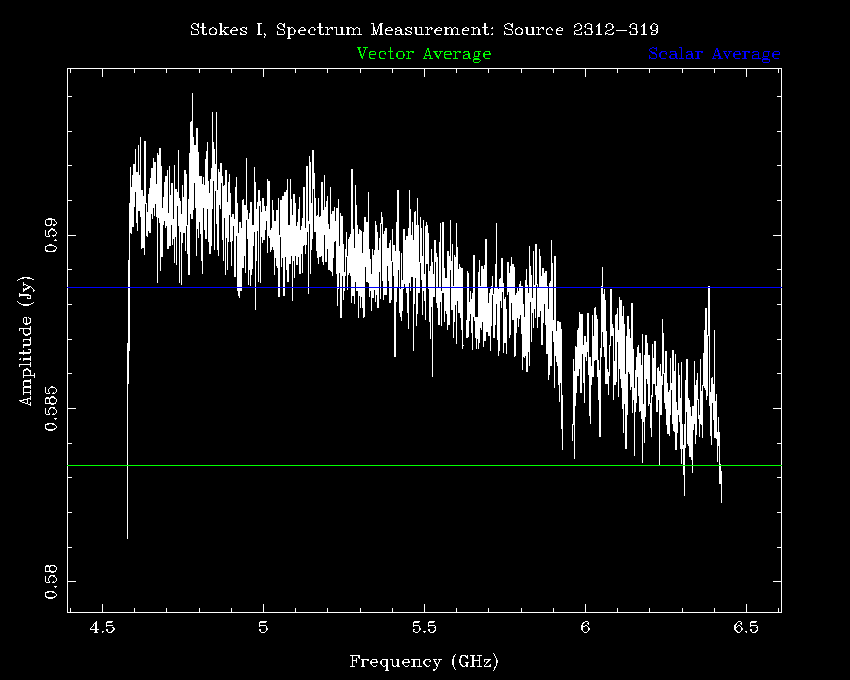 Stokes I, Spectrum Measurement: Source 2312−319
Vector Average Scalar Average
0.59
0.585
0.58
Amplitude (Jy)
4.5 5 5.5 6 6.5
Frequency (GHz)